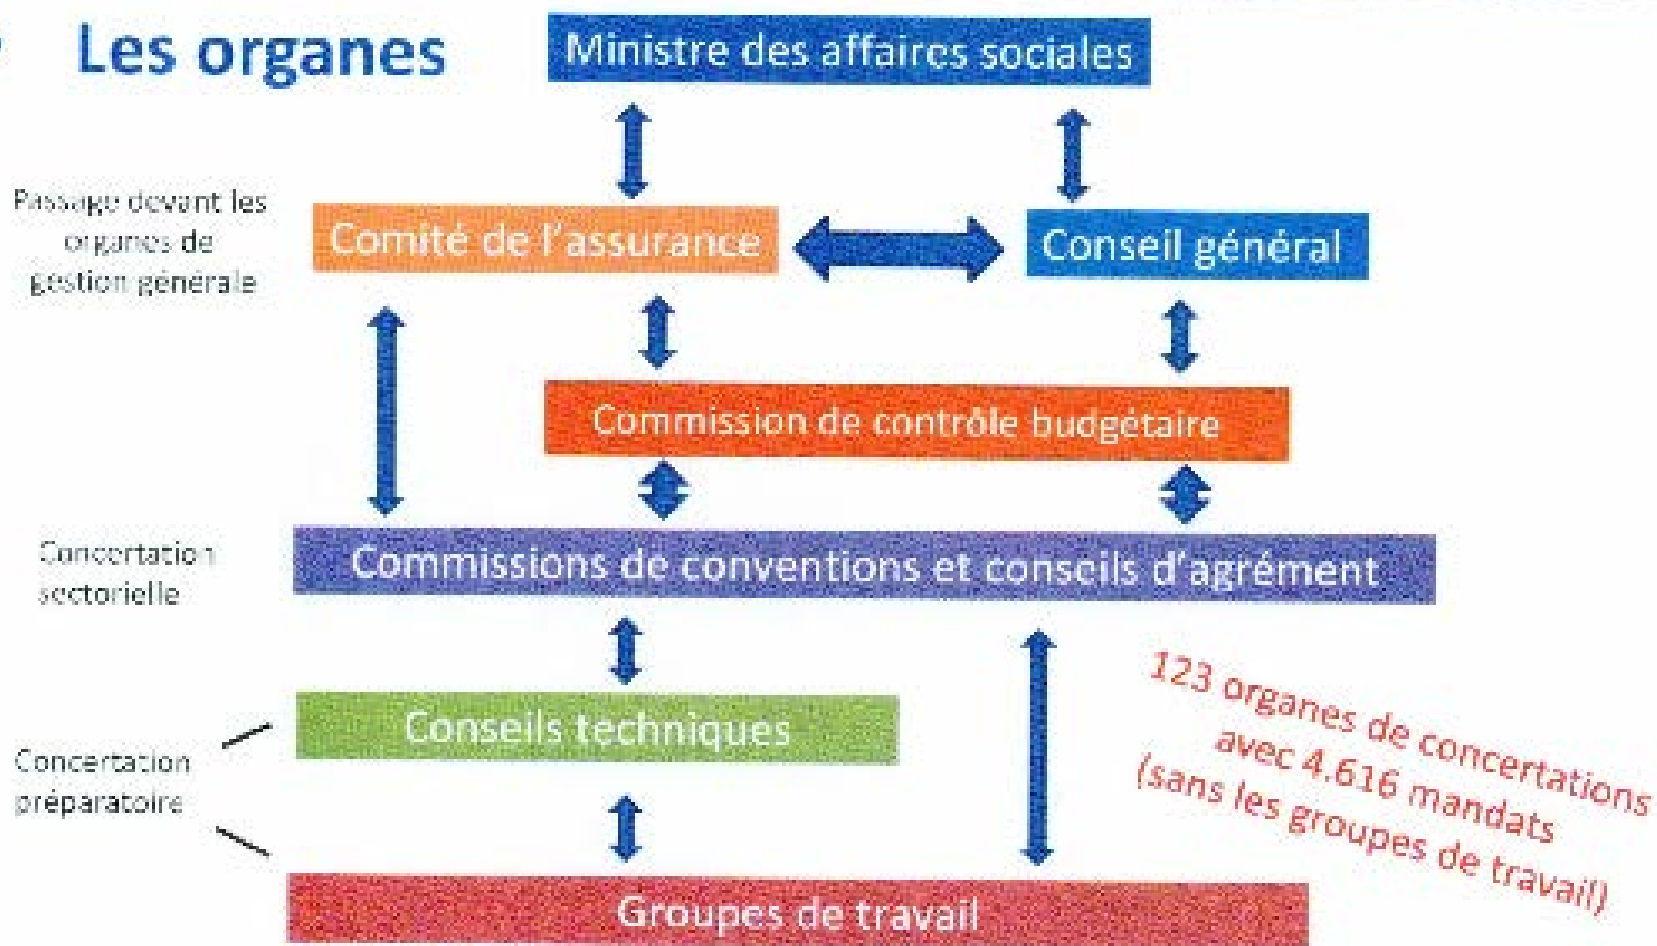 Les organes
Ministre des affaires sociales
Passage devant les
organes de
gestion générale
Comité de l'assurance
Conseil général
Commission de contrôle budgétaire
Concertation
sectorielle
Commissions de conventions et conseils d'agrément
Conseils techniques
Concertation
préparatoire
123 organes de concertations
avec 4.616 mandats
(sans les groupes de travail)
Groupes de travail